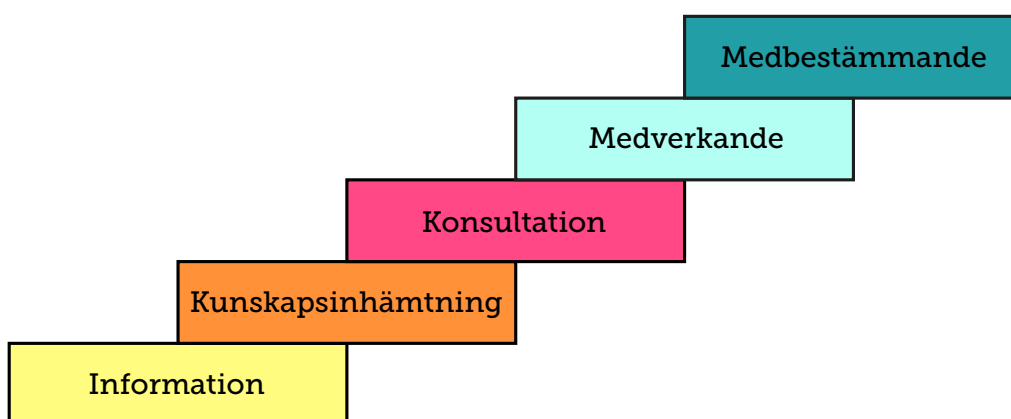 Medbestämmande
Medverkande
Konsultation
Kunskapsinhämtning
Information